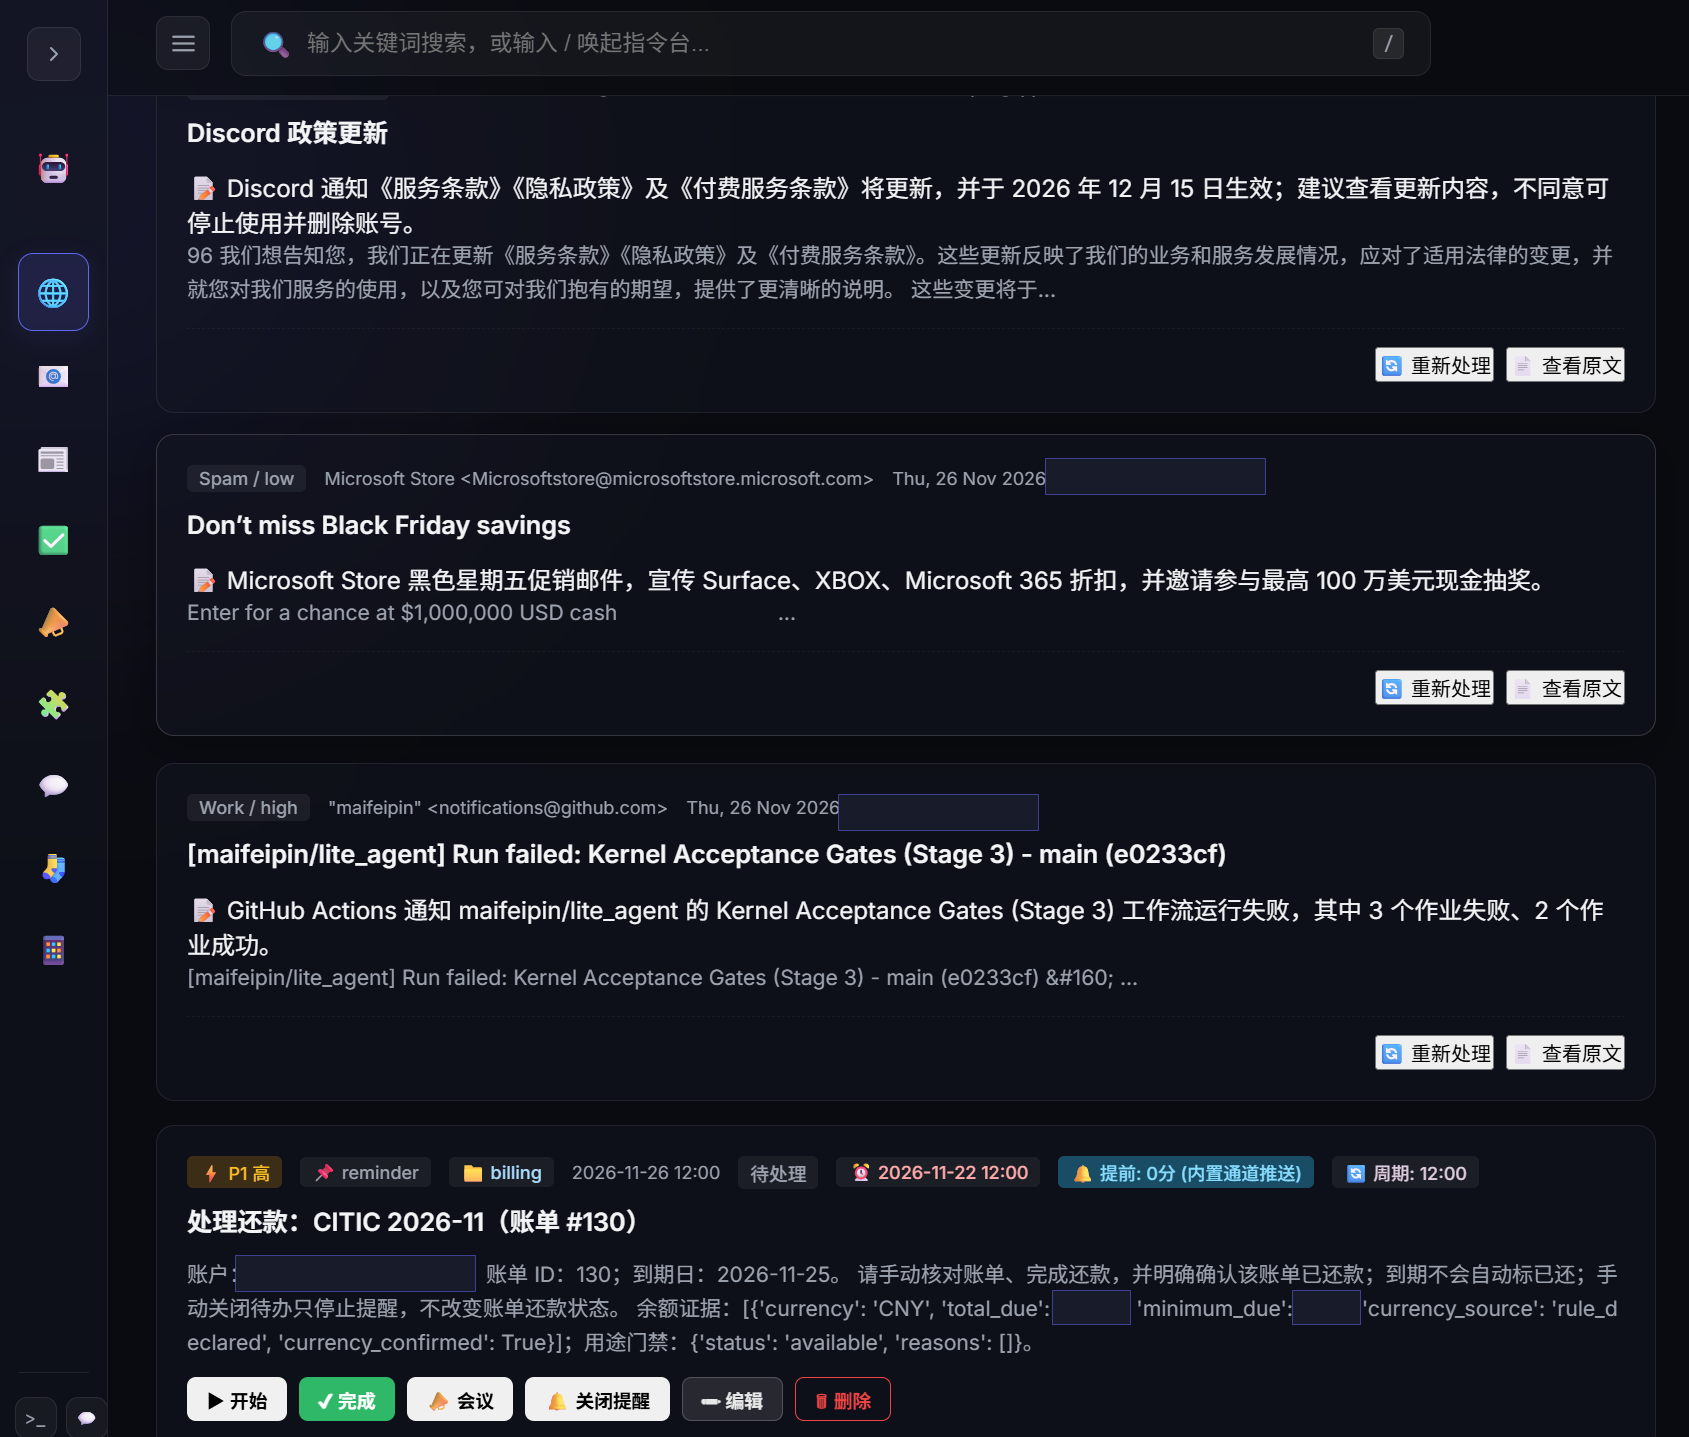 输入关键词搜索，或输入 / 唤起指令台...
/
Discord 政策更新
Discord 通知《服务条款》《隐私政策》及《付费服务条款》将更新，并于 2026 年 12 月 15 日生效；建议查看更新内容，不同意可
停止使用并删除账号。
96 我们想告知您，我们正在更新《服务条款》《隐私政策》及《付费服务条款》。这些更新反映了我们的业务和服务发展情况，应对了适用法律的变更，并
就您对我们服务的使用，以及您可对我们抱有的期望，提供了更清晰的说明。 这些变更将于...
重新处理 查看原文
Spam / low Microsoft Store <Microsoftstore@microsoftstore.microsoft.com> Thu, 26 Nov 2026
Don’t miss Black Friday savings
Microsoft Store 黑色星期五促销邮件，宣传 Surface、XBOX、Microsoft 365 折扣，并邀请参与最高 100 万美元现金抽奖。
Enter for a chance at $1,000,000 USD cash ...
重新处理 查看原文
Work / high "maifeipin" <notifications@github.com> Thu, 26 Nov 2026
[maifeipin/lite_agent] Run failed: Kernel Acceptance Gates (Stage 3) - main (e0233cf)
GitHub Actions 通知 maifeipin/lite_agent 的 Kernel Acceptance Gates (Stage 3) 工作流运行失败，其中 3 个作业失败、2 个作
业成功。
[maifeipin/lite_agent] Run failed: Kernel Acceptance Gates (Stage 3) - main (e0233cf) &#160; ...
重新处理 查看原文
P1 高 reminder billing 2026-11-26 12:00 待处理 2026-11-22 12:00 提前: 0分 (内置通道推送) 周期: 12:00
处理还款：CITIC 2026-11（账单 #130）
账户: 账单 ID：130；到期日：2026-11-25。 请手动核对账单、完成还款，并明确确认该账单已还款；到期不会自动标已还；手
动关闭待办只停止提醒，不改变账单还款状态。 余额证据：[{'currency': 'CNY', 'total_due': 'minimum_due': 'currency_source': 'rule_d
eclared', 'currency_confirmed': True}]；用途门禁：{'status': 'available', 'reasons': []}。
开始 完成 会议 关闭提醒 编辑 删除
>_